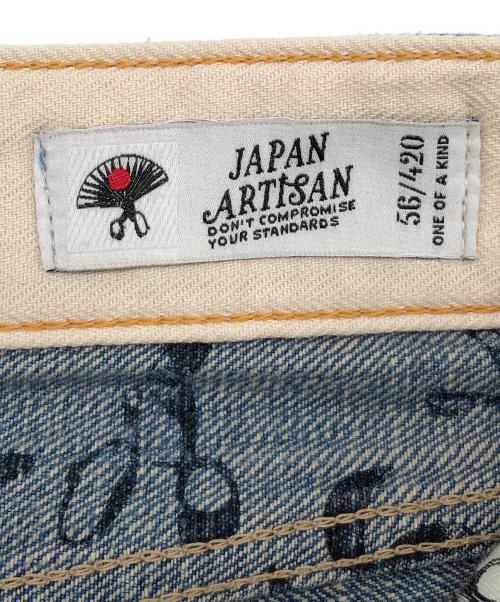 JAPAN
ARTISAN
DON'T COMPROMISE
YOUR STANDARDS
56/420
ONE OF A KIND